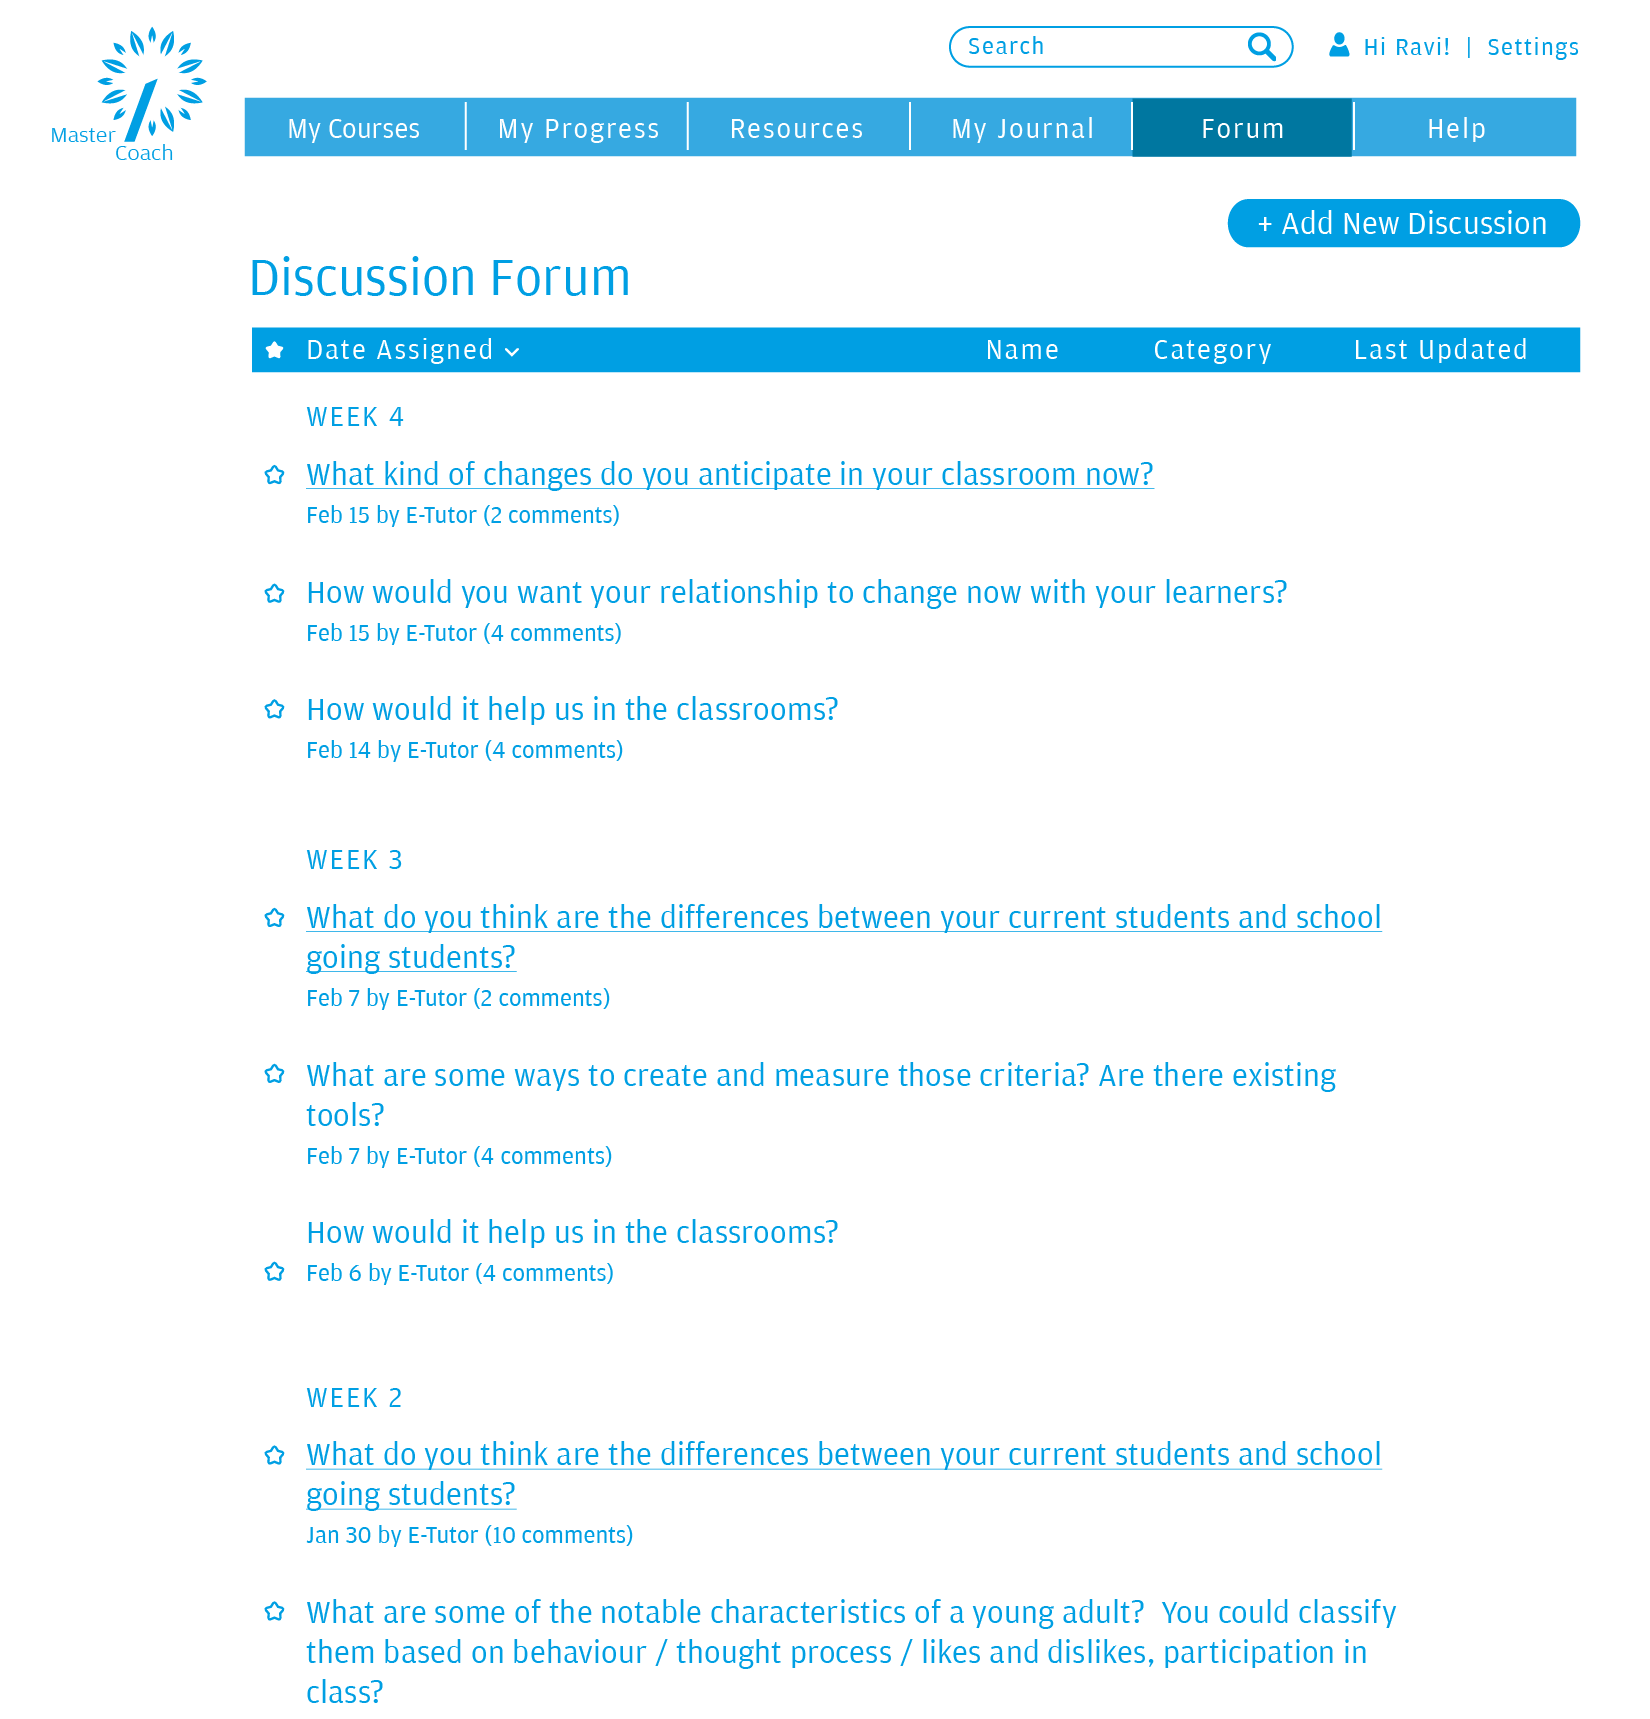 Search
Hi Ravi! | Settings
Master
Coach
My Courses
My Progress
Resources
My Journal
Forum
Help
+ Add New Discussion
Discussion Forum
Date Assigned
Name
Category
Last Updated
WEEK 4
What kind of changes do you anticipate in your classroom now?
Feb 15 by E-Tutor (2 comments)
How would you want your relationship to change now with your learners?
Feb 15 by E-Tutor (4 comments)
How would it help us in the classrooms?
Feb 14 by E-Tutor (4 comments)
WEEK 3
What do you think are the differences between your current students and school
going students?
Feb 7 by E-Tutor (2 comments)
What are some ways to create and measure those criteria? Are there existing
tools?
Feb 7 by E-Tutor (4 comments)
How would it help us in the classrooms?
Feb 6 by E-Tutor (4 comments)
WEEK 2
What do you think are the differences between your current students and school
going students?
Jan 30 by E-Tutor (10 comments)
What are some of the notable characteristics of a young adult?  You could classify
them based on behaviour / thought process / likes and dislikes, participation in
class?